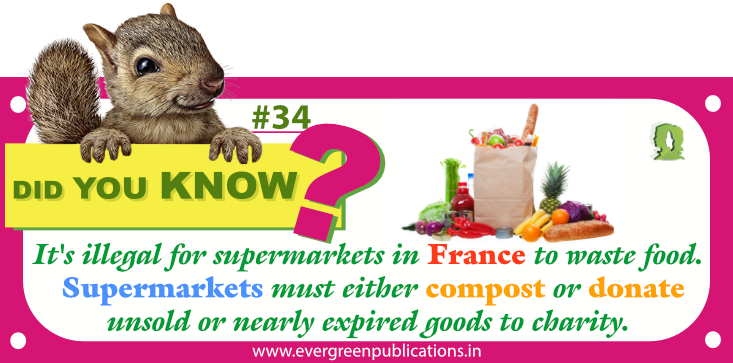 #34
DID YOU KNOW ?
It's illegal for supermarkets in France to waste food.
Supermarkets must either compost or donate
unsold or nearly expired goods to charity.
www.evergreenpublications.in